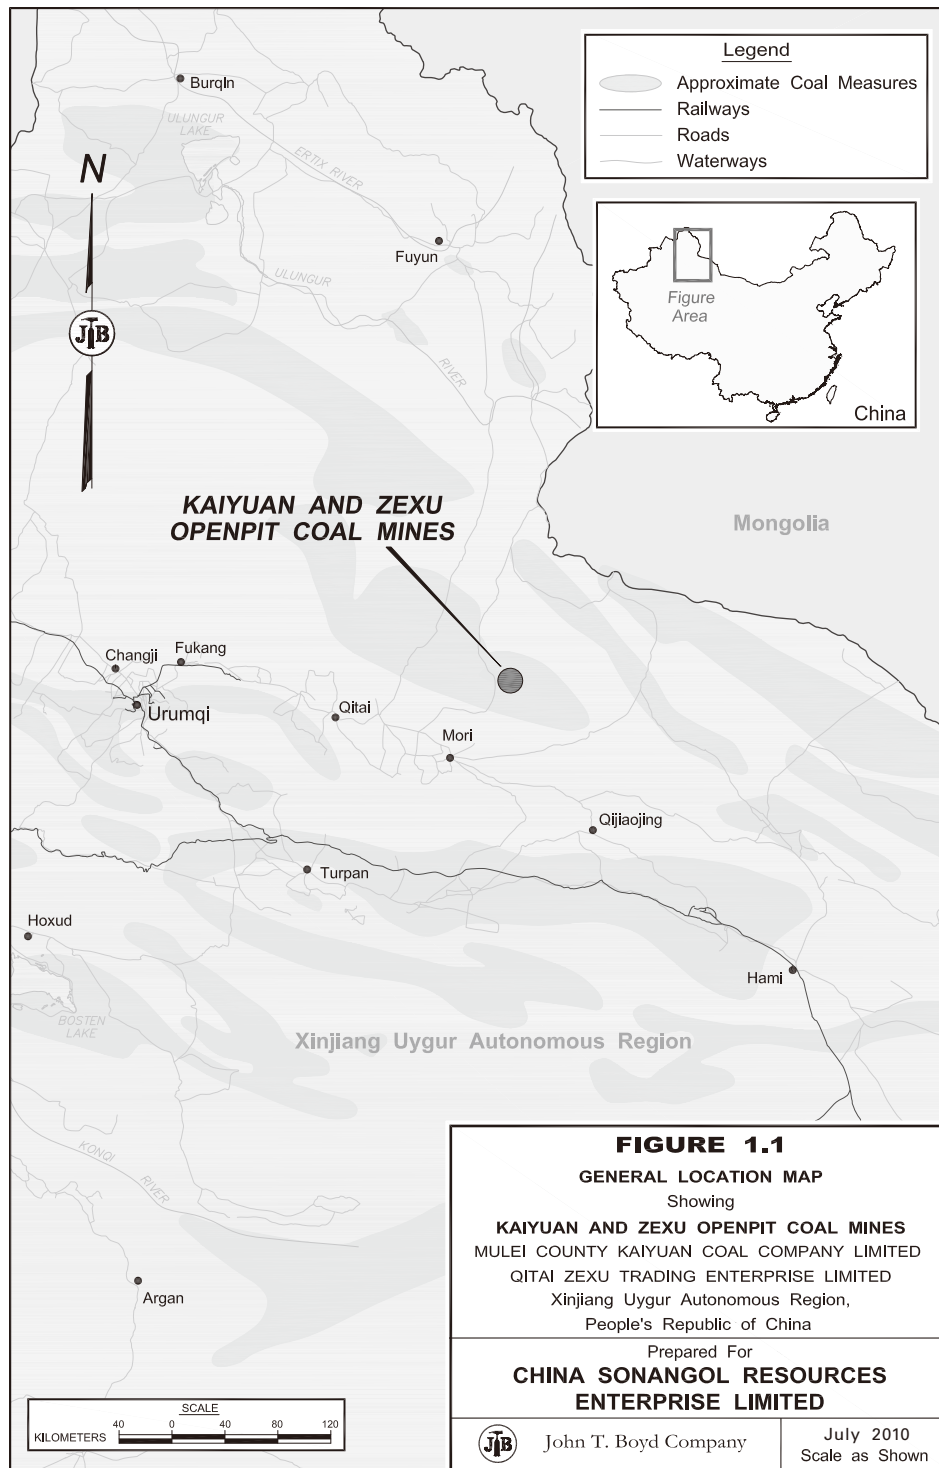 Legend
Approximate Coal Measures
Railways
Roads
Waterways
Burqin
ULUNGUR
LAKE
ERTIX RIVER
N
Fuyun
ULUNGUR
RIVER
JTB
Figure
Area
China
KAIYUAN AND ZEXU
OPENPIT COAL MINES
Mongolia
Changji
Fukang
Urumqi
Qitai
Mori
Qijiaojing
Turpan
Hoxud
Hami
BOSTEN
LAKE
Xinjiang Uygur Autonomous Region
KONQI
RIVER
Argan
FIGURE 1.1
GENERAL LOCATION MAP
Showing
KAIYUAN AND ZEXU OPENPIT COAL MINES
MULEI COUNTY KAIYUAN COAL COMPANY LIMITED
QITAI ZEXU TRADING ENTERPRISE LIMITED
Xinjiang Uygur Autonomous Region,
People's Republic of China
Prepared For
CHINA SONANGOL RESOURCES
ENTERPRISE LIMITED
JTB
John T. Boyd Company
July 2010
Scale as Shown
SCALE
40 0 40 80 120
KILOMETERS